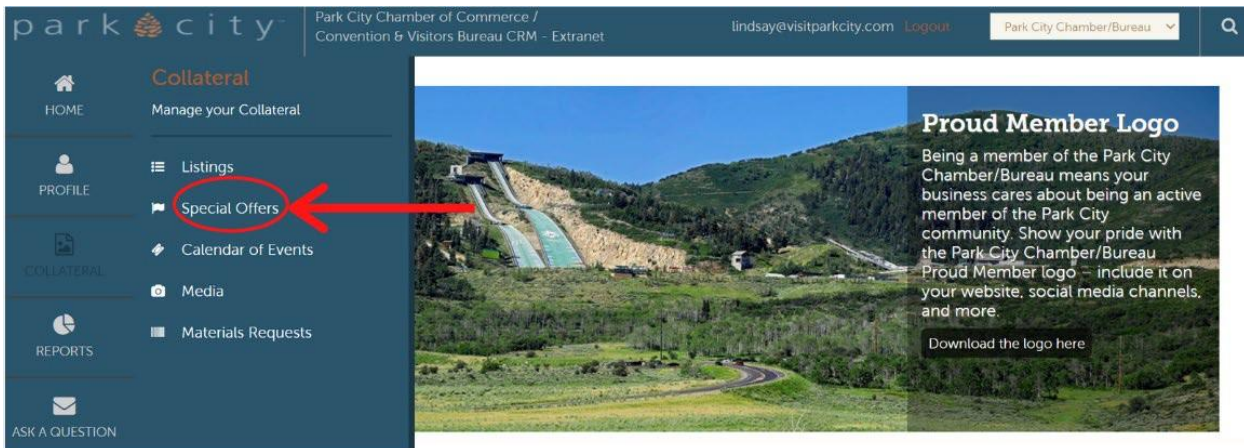 park city
Park City Chamber of Commerce /
Convention & Visitors Bureau CRM - Extranet
lindsay@visitparkcity.com Logout
Park City Chamber/Bureau
HOME
PROFILE
COLLATERAL
REPORTS
ASK A QUESTION
Collateral
Manage your Collateral
Listings
Special Offers
Calendar of Events
Media
Materials Requests
Proud Member Logo
Being a member of the Park City
Chamber/Bureau means your
business cares about being an active
member of the Park City
community. Show your pride with
the Park City Chamber/Bureau
Proud Member logo – include it on
your website, social media channels,
and more.
Download the logo here